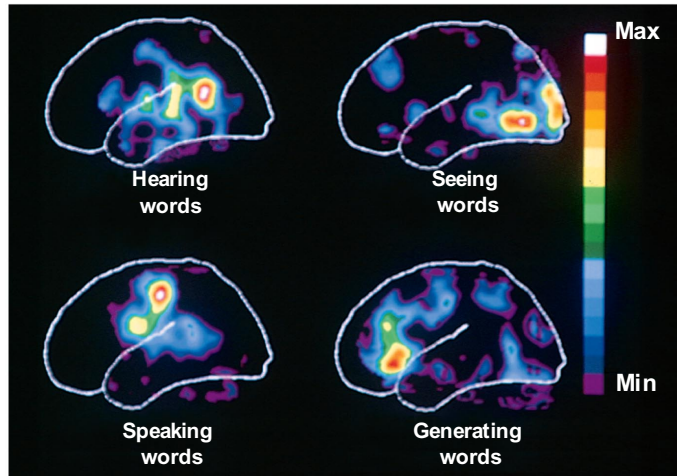 Max
Hearing
words
Seeing
words
Min
Speaking
words
Generating
words